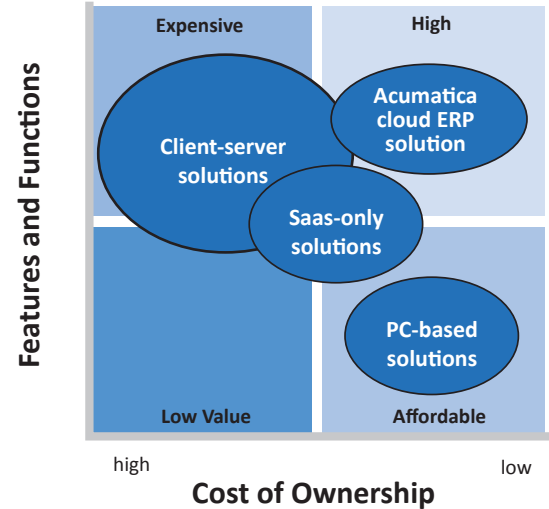 Expensive
High
Features and Functions
Client-server
solutions
Acumatica
cloud ERP
solution
Saas-only
solutions
PC-based
solutions
Low Value
Affordable
high
low
Cost of Ownership